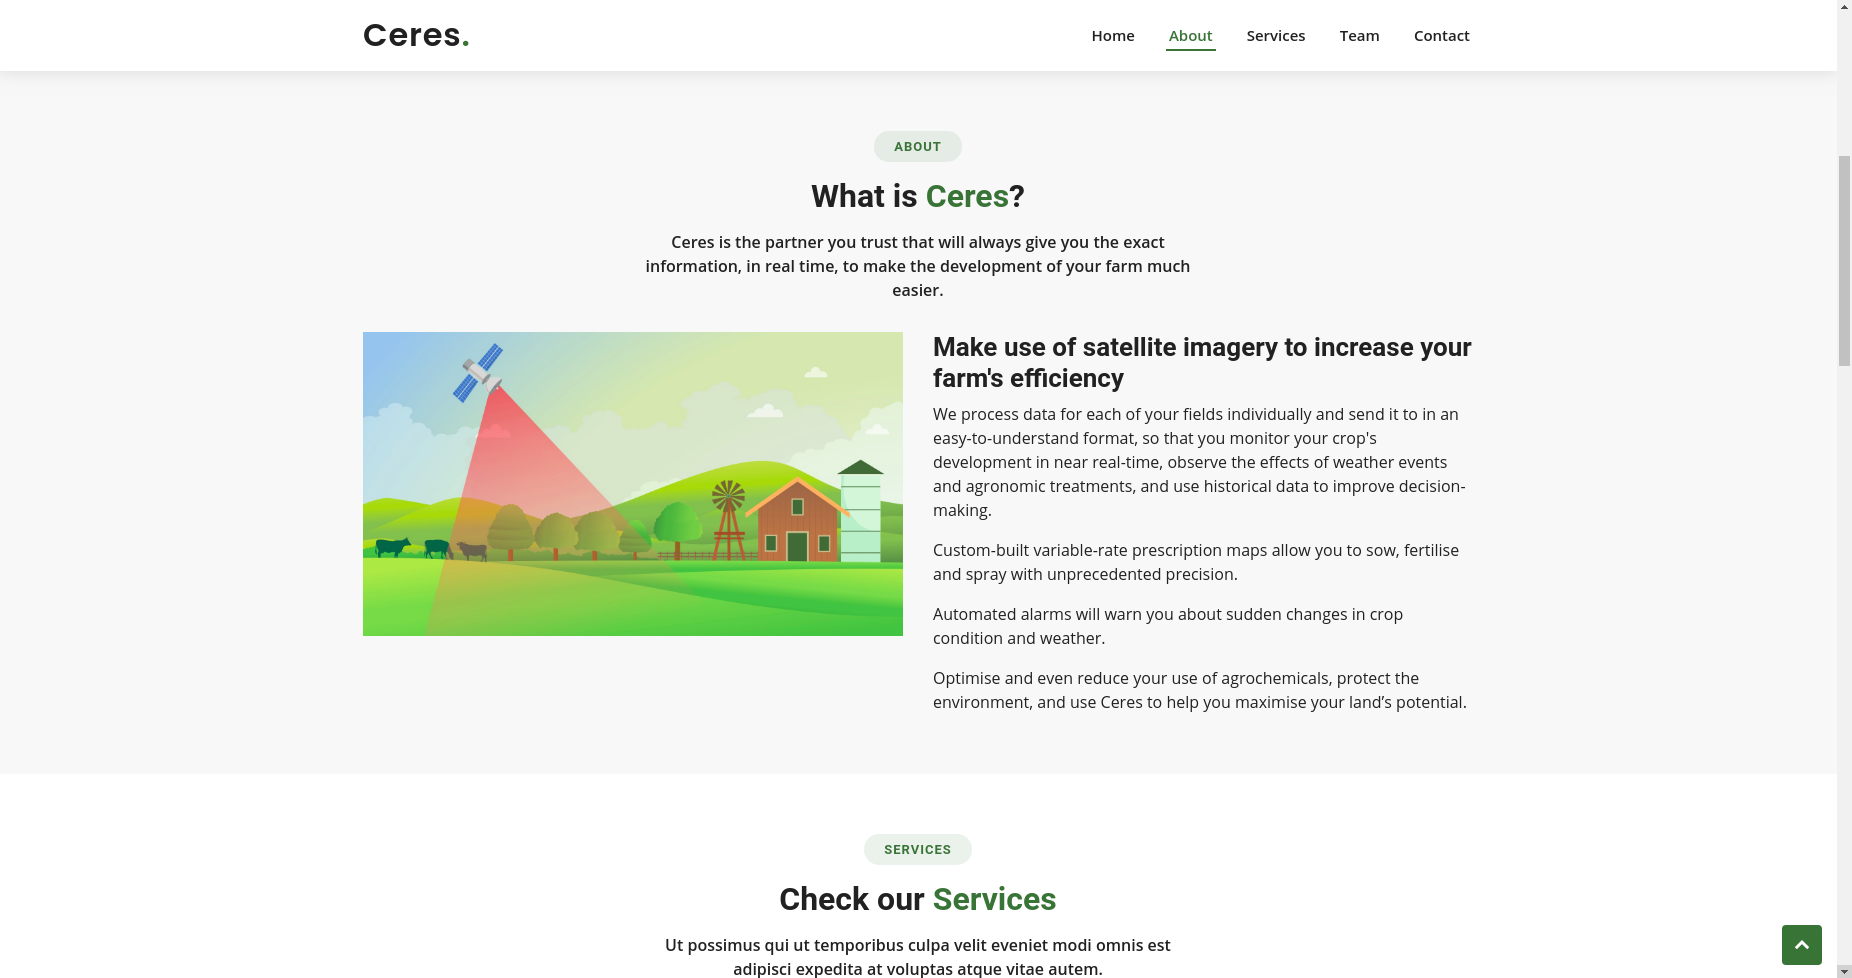 Ceres.
Home
About
Services
Team
Contact
ABOUT
What is Ceres?
Ceres is the partner you trust that will always give you the exact
information, in real time, to make the development of your farm much
easier.
Make use of satellite imagery to increase your
farm's efficiency
We process data for each of your fields individually and send it to in an
easy-to-understand format, so that you monitor your crop's
development in near real-time, observe the effects of weather events
and agronomic treatments, and use historical data to improve decision-
making.
Custom-built variable-rate prescription maps allow you to sow, fertilise
and spray with unprecedented precision.
Automated alarms will warn you about sudden changes in crop
condition and weather.
Optimise and even reduce your use of agrochemicals, protect the
environment, and use Ceres to help you maximise your land’s potential.
SERVICES
Check our Services
Ut possimus qui ut temporibus culpa velit eveniet modi omnis est
adipisci expedita at voluptas atque vitae autem.